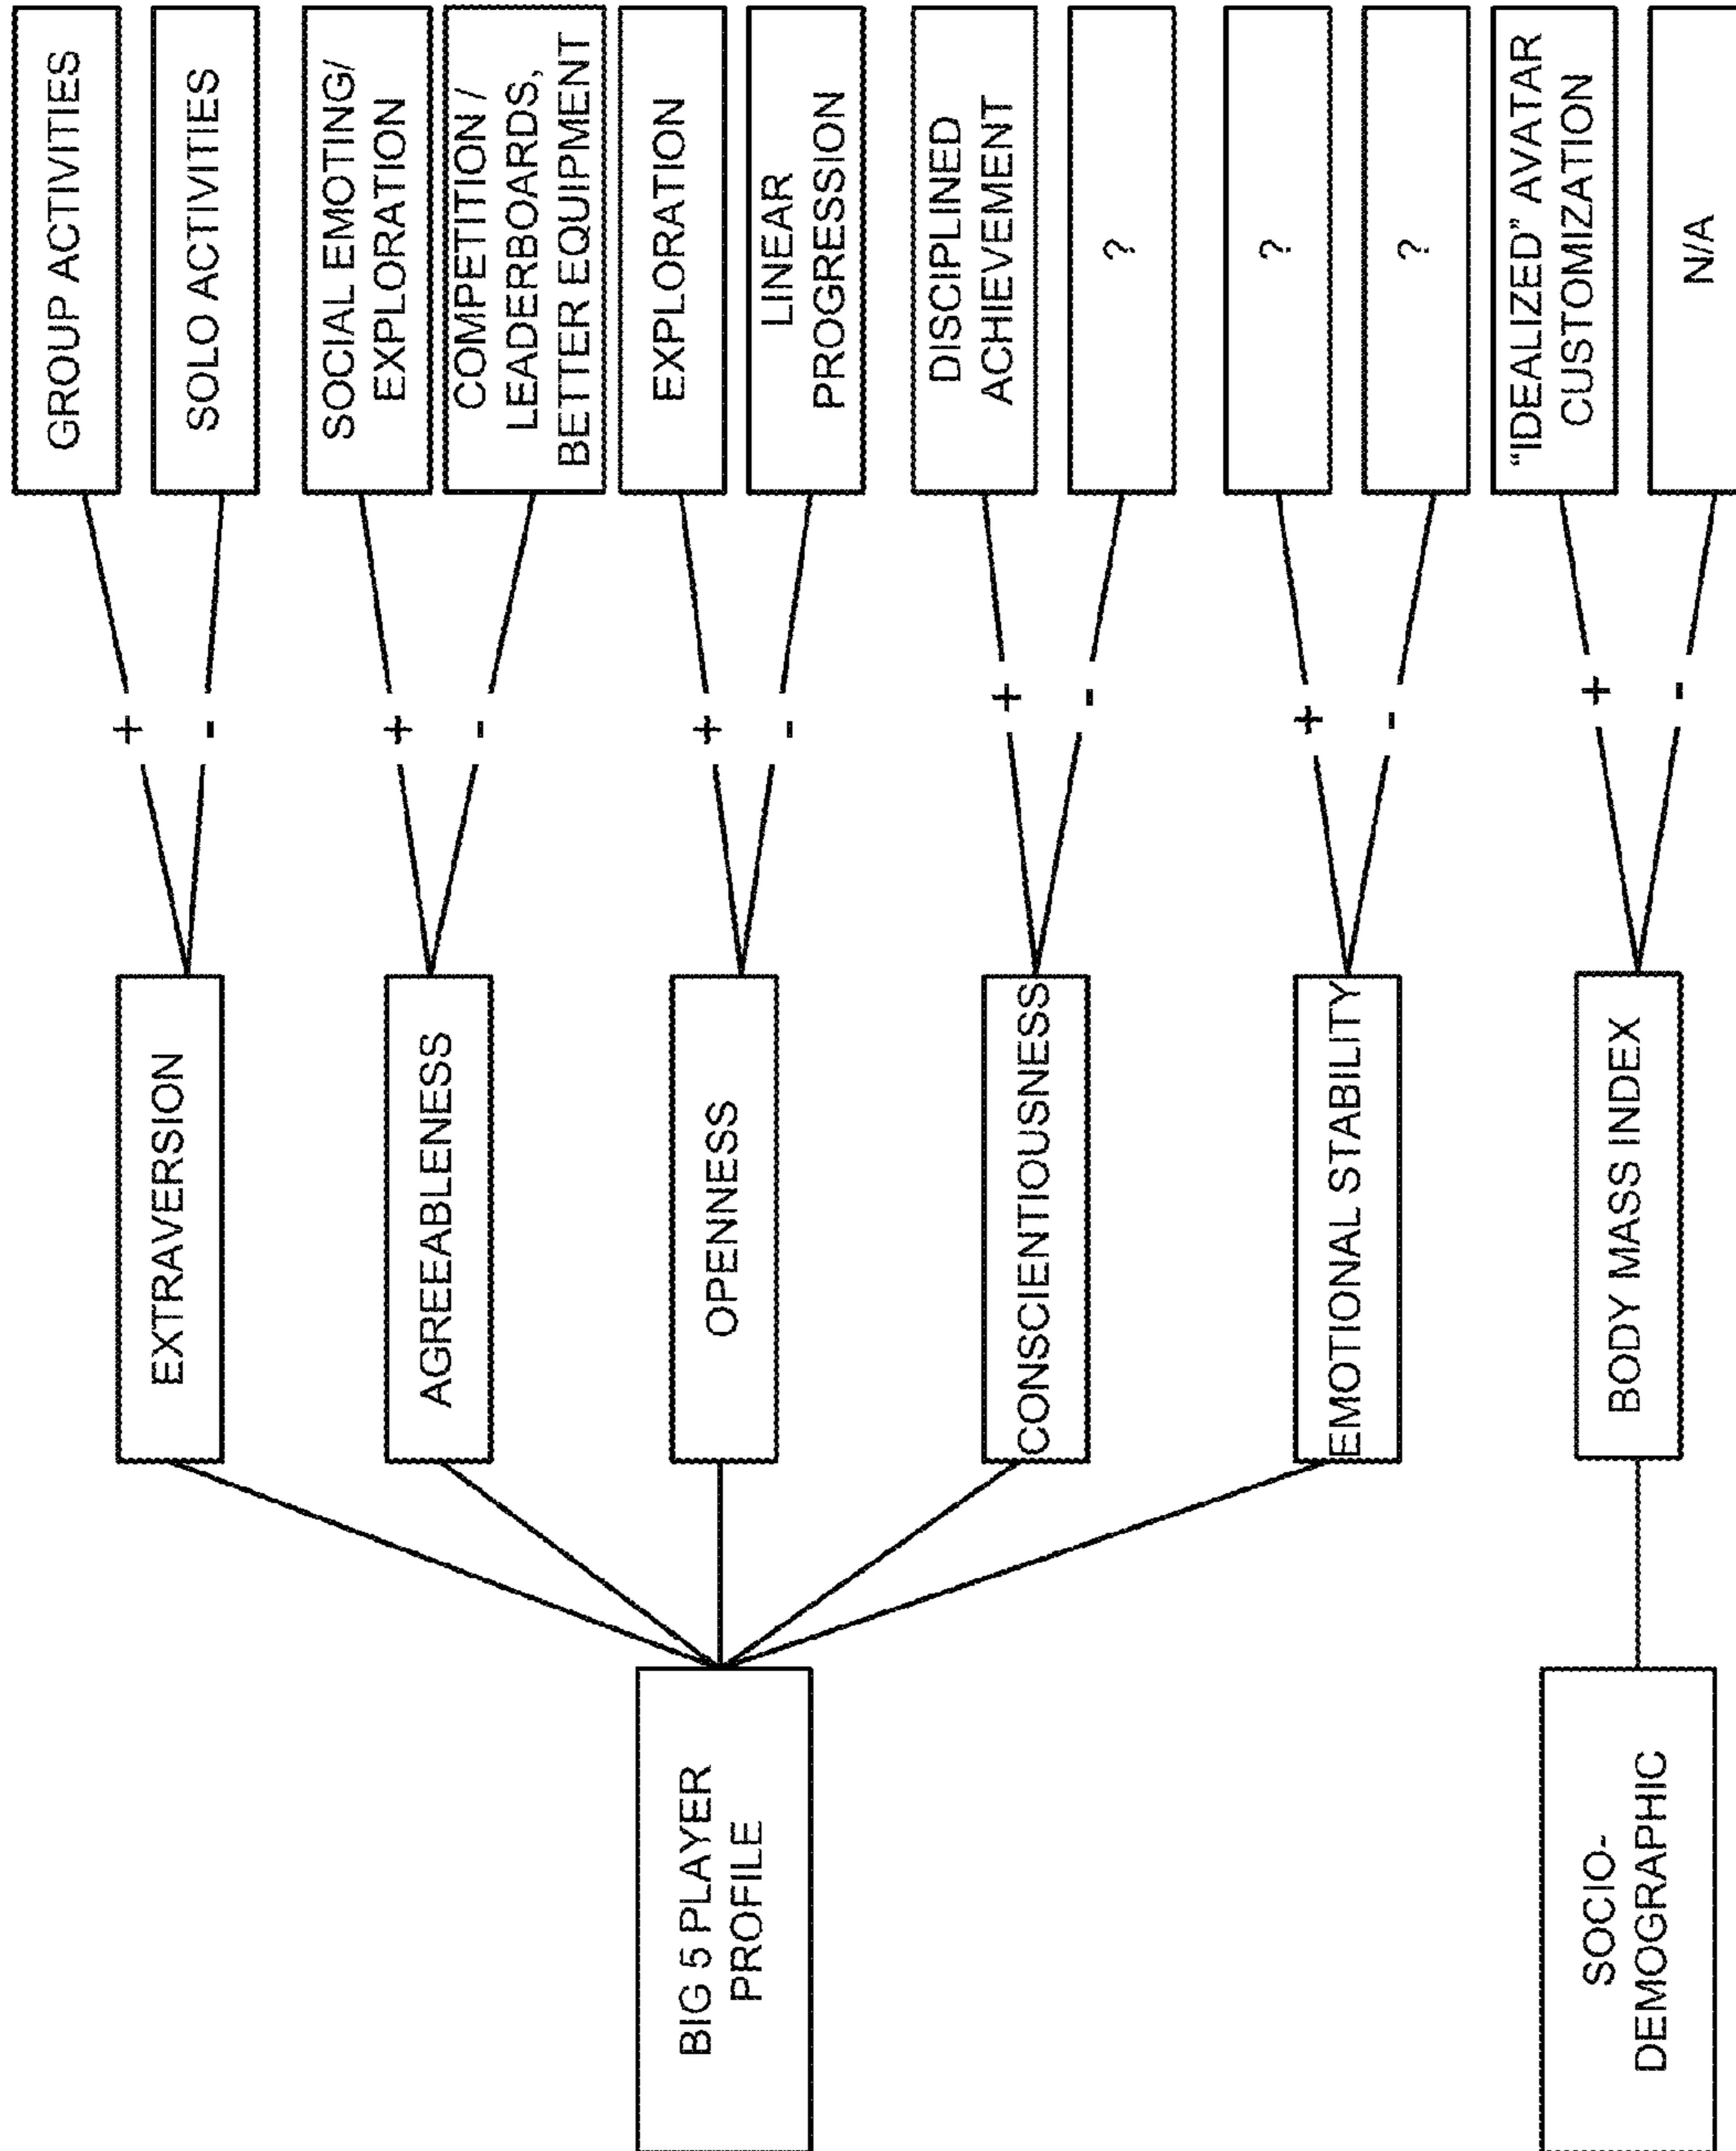 BIG 5 PLAYER
PROFILE
SOCIO-
DEMOGRAPHIC
EXTRAVERSION
AGREEABLENESS
OPENNESS
CONSCIENTIOUSNESS
EMOTIONAL STABILITY
BODY MASS INDEX
+
-
+
-
+
-
+
-
+
-
+
-
GROUP ACTIVITIES
SOLO ACTIVITIES
SOCIAL EMOTING/
EXPLORATION
COMPETITION /
LEADERBOARDS,
BETTER EQUIPMENT
EXPLORATION
LINEAR
PROGRESSION
DISCIPLINED
ACHIEVEMENT
?
?
?
"IDEALIZED" AVATAR
CUSTOMIZATION
N/A